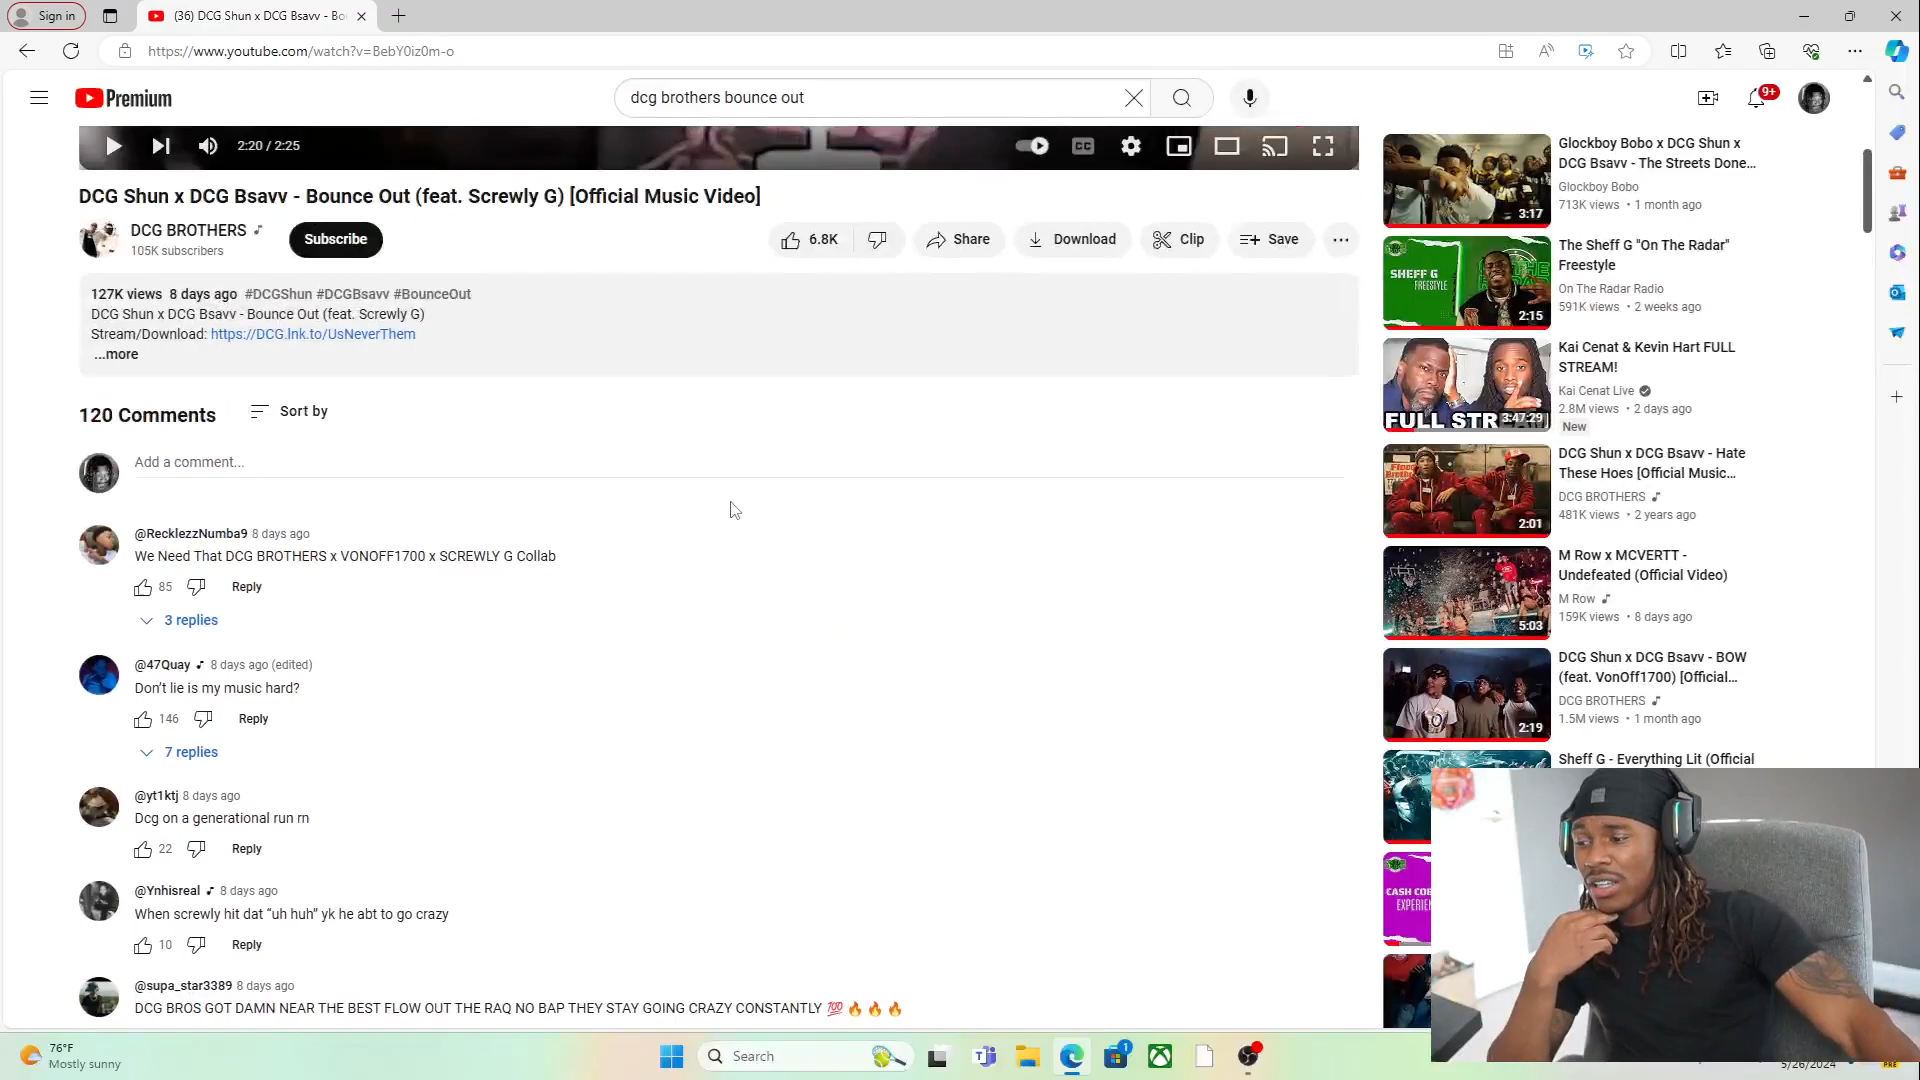 Sign in
(36) DCG Shun x DCG Bsavv - Bo
https://www.youtube.com/watch?v=BebY0iz0m-o
Premium
dcg brothers bounce out
9+
2:20 / 2:25
CC
DCG Shun x DCG Bsavv - Bounce Out (feat. Screwly G) [Official Music Video]
DCG BROTHERS
105K subscribers
Subscribe
6.8K
Share
Download
Clip
Save
127K views 8 days ago #DCGShun #DCGBsavv #BounceOut
DCG Shun x DCG Bsavv - Bounce Out (feat. Screwly G)
Stream/Download: https://DCG.lnk.to/UsNeverThem
...more
120 Comments
Sort by
Add a comment...
@RecklezzNumba9 8 days ago
We Need That DCG BROTHERS x VONOFF1700 x SCREWLY G Collab
85
Reply
3 replies
@47Quay 8 days ago (edited)
Don't lie is my music hard?
146
Reply
7 replies
@yt1ktj 8 days ago
Dcg on a generational run rn
22
Reply
@Ynhisreal 8 days ago
When screwly hit dat “uh huh” yk he abt to go crazy
10
Reply
@supa_star3389 8 days ago
DCG BROS GOT DAMN NEAR THE BEST FLOW OUT THE RAQ NO BAP THEY STAY GOING CRAZY CONSTANTLY 💯 🔥 🔥 🔥
3:17
Glockboy Bobo x DCG Shun x
DCG Bsavv - The Streets Done...
Glockboy Bobo
713K views • 1 month ago
SHEFF G
FREESTYLE
2:15
The Sheff G "On The Radar"
Freestyle
On The Radar Radio
591K views • 2 weeks ago
FULL STR
3:47:29
Kai Cenat & Kevin Hart FULL
STREAM!
Kai Cenat Live
2.8M views • 2 days ago
New
2:01
DCG Shun x DCG Bsavv - Hate
These Hoes [Official Music...
DCG BROTHERS
481K views • 2 years ago
5:03
M Row x MCVERTT -
Undefeated (Official Video)
M Row
159K views • 8 days ago
2:19
DCG Shun x DCG Bsavv - BOW
(feat. VonOff1700) [Official...
DCG BROTHERS
1.5M views • 1 month ago
Sheff G - Everything Lit (Official
CASH COB
EXPERIEN
76°F
Mostly sunny
Search
1
5/26/2024
PRE